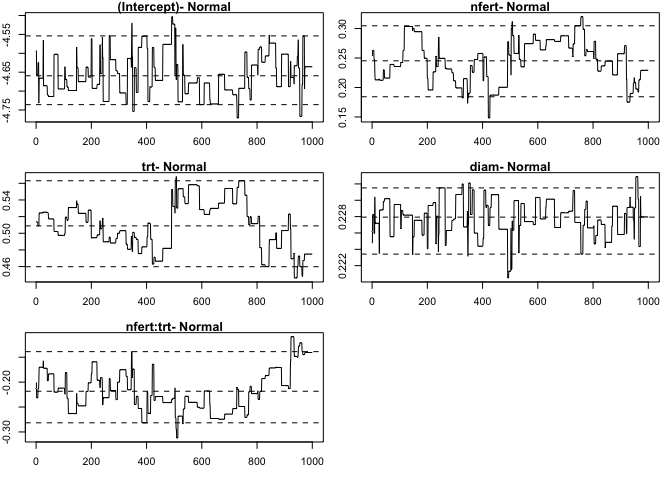 (Intercept)- Normal
-4.55
-4.65
-4.75
0 200 400 600 800 1000
nfert- Normal
0.30
0.25
0.20
0.15
0 200 400 600 800 1000
trt- Normal
0.54
0.50
0.46
0 200 400 600 800 1000
diam- Normal
0.228
0.222
0 200 400 600 800 1000
nfert:trt- Normal
-0.20
-0.30
0 200 400 600 800 1000